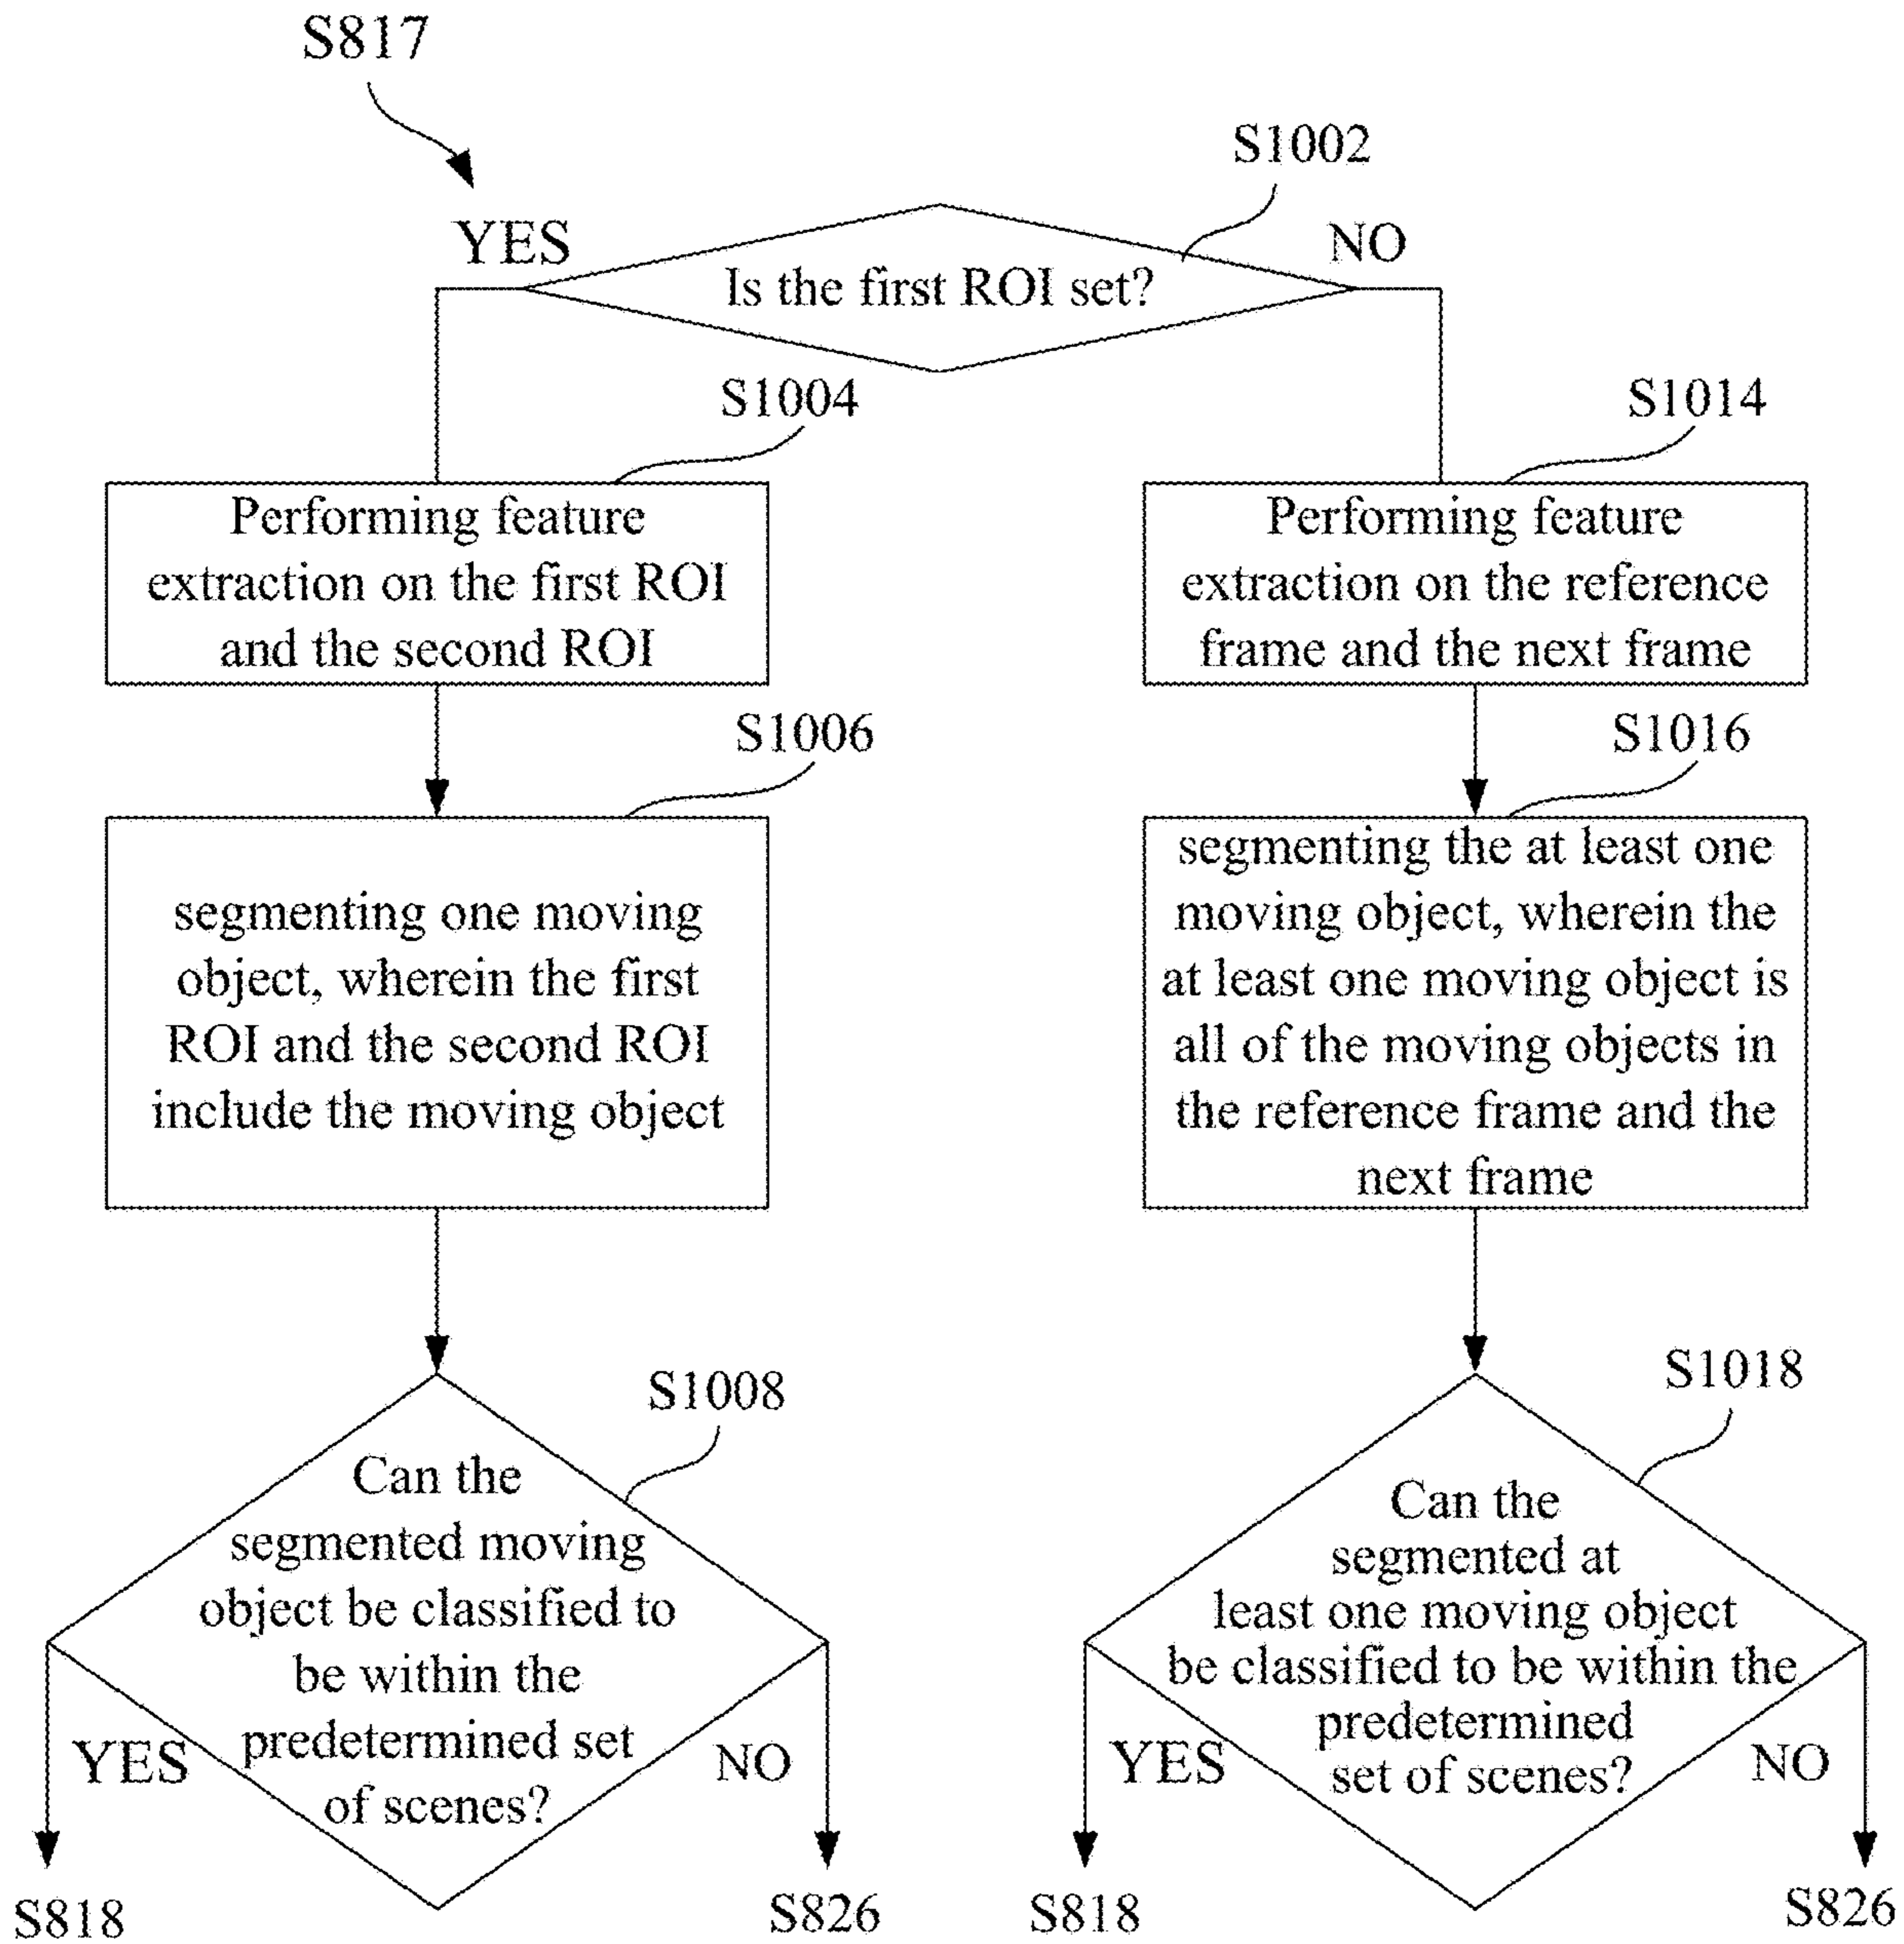 S817
S1002
YES
NO
Is the first ROI set?
S1004
S1014
Performing feature
extraction on the first ROI
and the second ROI
Performing feature
extraction on the reference
frame and the next frame
S1006
S1016
segmenting one moving
object, wherein the first
ROI and the second ROI
include the moving object
segmenting the at least one
moving object, wherein the
at least one moving object is
all of the moving objects in
the reference frame and the
next frame
S1008
S1018
Can the
segmented moving
object be classified to
be within the
predetermined set
of scenes?
YES
NO
Can the
segmented at
least one moving object
be classified to be within the
predetermined
set of scenes?
YES
NO
S818
S826
S818
S826